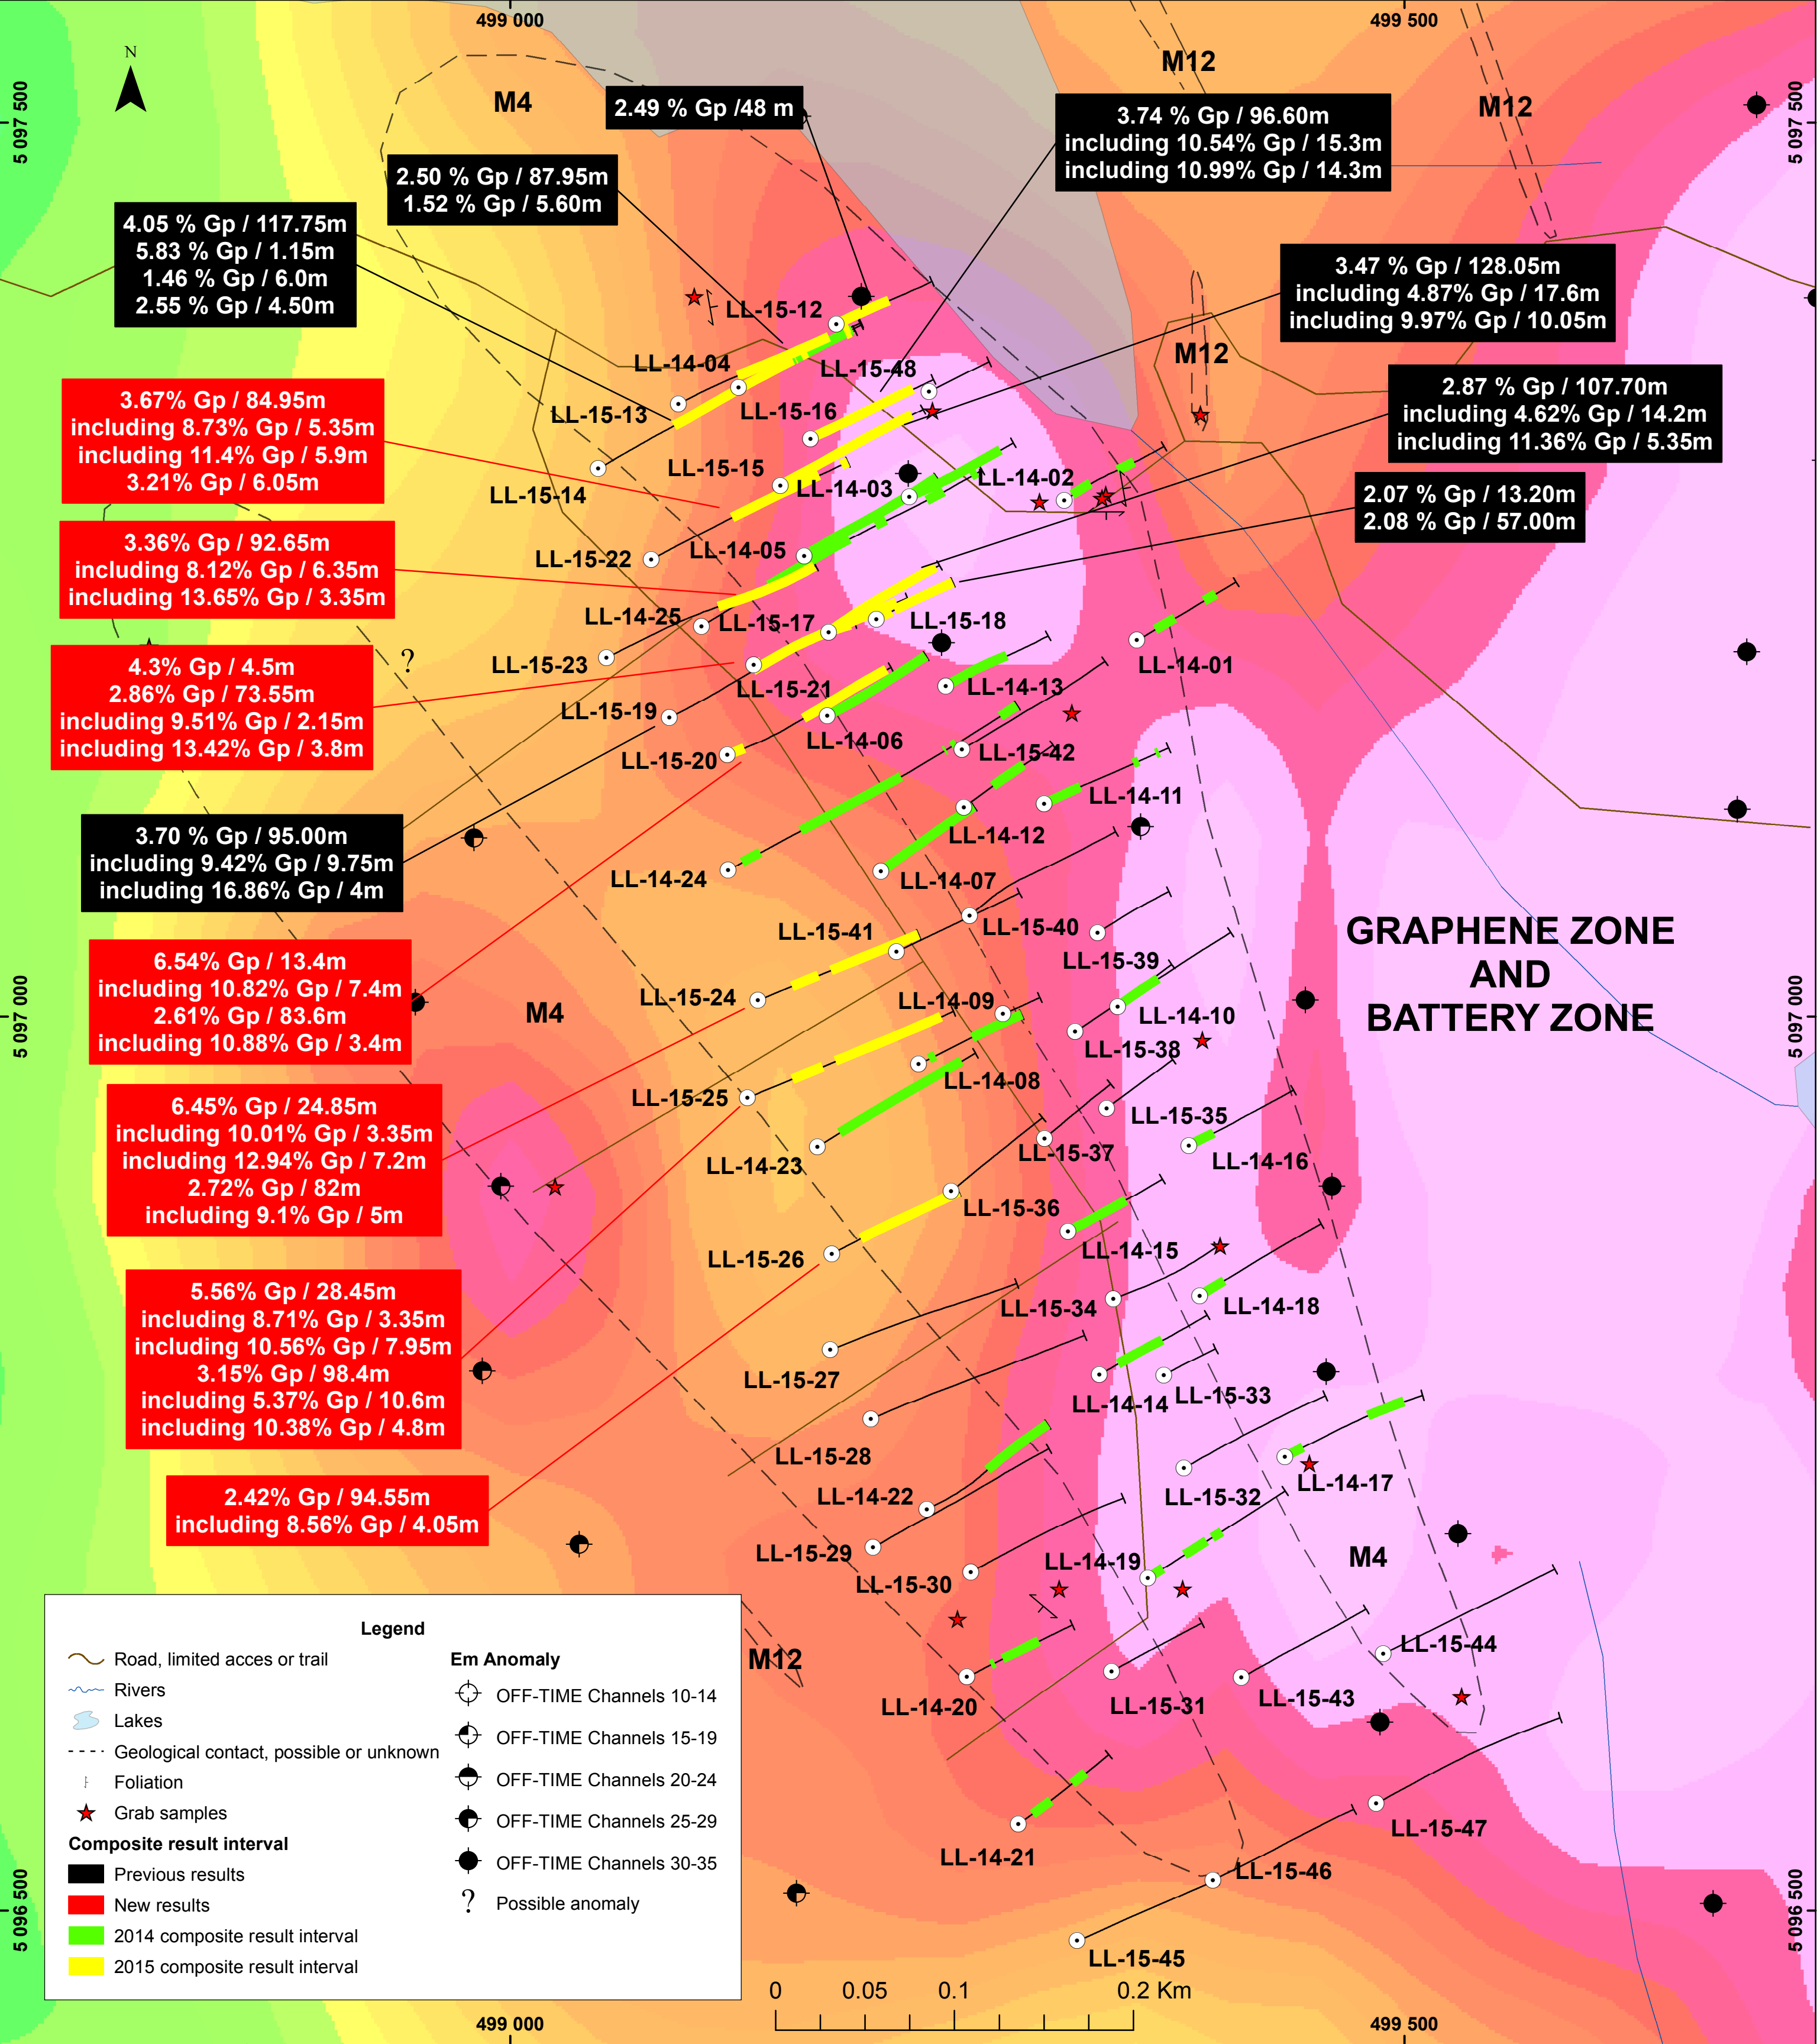 499 000
499 500
N
5 097 500
5 097 500
M12
M4
M12
2.49 % Gp /48 m
3.74 % Gp / 96.60m
including 10.54% Gp / 15.3m
including 10.99% Gp / 14.3m
2.50 % Gp / 87.95m
1.52 % Gp / 5.60m
4.05 % Gp / 117.75m
5.83 % Gp / 1.15m
1.46 % Gp / 6.0m
2.55 % Gp / 4.50m
3.47 % Gp / 128.05m
including 4.87% Gp / 17.6m
including 9.97% Gp / 10.05m
LL-15-12
M12
LL-14-04
LL-15-48
2.87 % Gp / 107.70m
including 4.62% Gp / 14.2m
including 11.36% Gp / 5.35m
3.67% Gp / 84.95m
including 8.73% Gp / 5.35m
including 11.4% Gp / 5.9m
3.21% Gp / 6.05m
LL-15-13
LL-15-16
LL-15-15
LL-14-02
LL-15-14
LL-14-03
2.07 % Gp / 13.20m
2.08 % Gp / 57.00m
3.36% Gp / 92.65m
including 8.12% Gp / 6.35m
including 13.65% Gp / 3.35m
LL-15-22
LL-14-05
LL-14-25
LL-15-17
LL-15-18
LL-15-23
LL-14-01
?
4.3% Gp / 4.5m
2.86% Gp / 73.55m
including 9.51% Gp / 2.15m
including 13.42% Gp / 3.8m
LL-15-21
LL-14-13
LL-15-19
LL-14-06
LL-15-42
LL-15-20
LL-14-11
3.70 % Gp / 95.00m
including 9.42% Gp / 9.75m
including 16.86% Gp / 4m
LL-14-12
LL-14-24
LL-14-07
LL-15-41
LL-15-40
LL-15-39
GRAPHENE ZONE
AND
BATTERY ZONE
6.54% Gp / 13.4m
including 10.82% Gp / 7.4m
2.61% Gp / 83.6m
including 10.88% Gp / 3.4m
5 097 000
M4
LL-15-24
LL-14-09
LL-14-10
5 097 000
LL-15-38
LL-14-08
LL-15-25
6.45% Gp / 24.85m
including 10.01% Gp / 3.35m
including 12.94% Gp / 7.2m
2.72% Gp / 82m
including 9.1% Gp / 5m
LL-15-35
LL-15-37
LL-14-23
LL-14-16
LL-15-36
LL-14-15
LL-15-26
5.56% Gp / 28.45m
including 8.71% Gp / 3.35m
including 10.56% Gp / 7.95m
3.15% Gp / 98.4m
including 5.37% Gp / 10.6m
including 10.38% Gp / 4.8m
LL-15-34
LL-14-18
LL-15-27
LL-14-14
LL-15-33
LL-15-28
LL-14-17
2.42% Gp / 94.55m
including 8.56% Gp / 4.05m
LL-14-22
LL-15-32
LL-15-29
LL-14-19
M4
LL-15-30
M12
LL-15-44
LL-14-20
LL-15-31
LL-15-43
LL-15-47
LL-14-21
LL-15-46
LL-15-45
5 096 500
5 096 500
Legend
Road, limited acces or trail
Rivers
Lakes
Geological contact, possible or unknown
Foliation
Grab samples
Composite result interval
Previous results
New results
2014 composite result interval
2015 composite result interval
Em Anomaly
OFF-TIME Channels 10-14
OFF-TIME Channels 15-19
OFF-TIME Channels 20-24
OFF-TIME Channels 25-29
OFF-TIME Channels 30-35
? Possible anomaly
0 0.05 0.1 0.2 Km
499 000
499 500